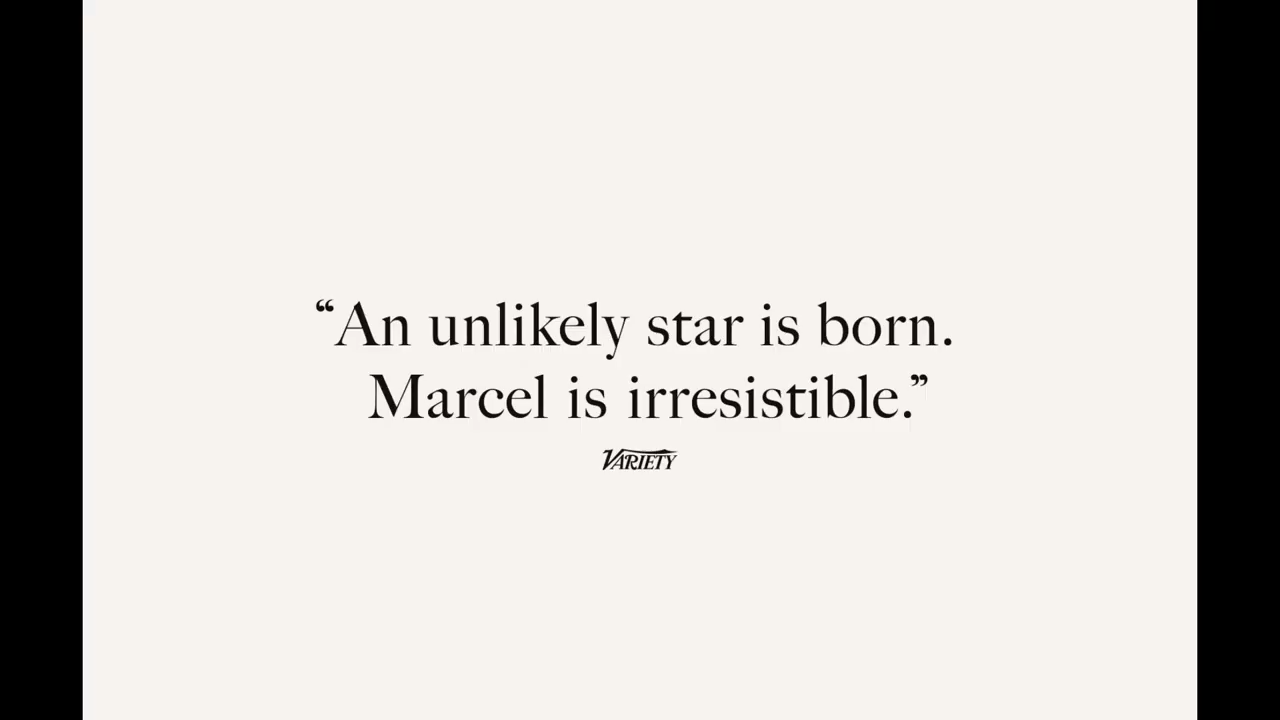 “An unlikely star is born.
Marcel is irresistible.”
VARIETY